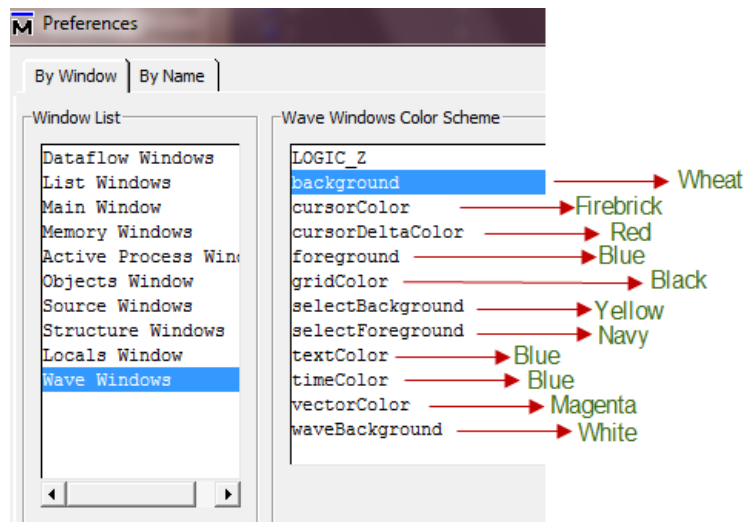 M Preferences
By Window By Name
Window List
Dataflow Windows
List Windows
Main Window
Memory Windows
Active Process Wind
Objects Window
Source Windows
Structure Windows
Locals Window
Wave Windows
Wave Windows Color Scheme
LOGIC_Z
background Wheat
cursorColor Firebrick
cursorDeltaColor Red
foreground Blue
gridColor Black
selectBackground Yellow
selectForeground Navy
textColor Blue
timeColor Blue
vectorColor Magenta
waveBackground White